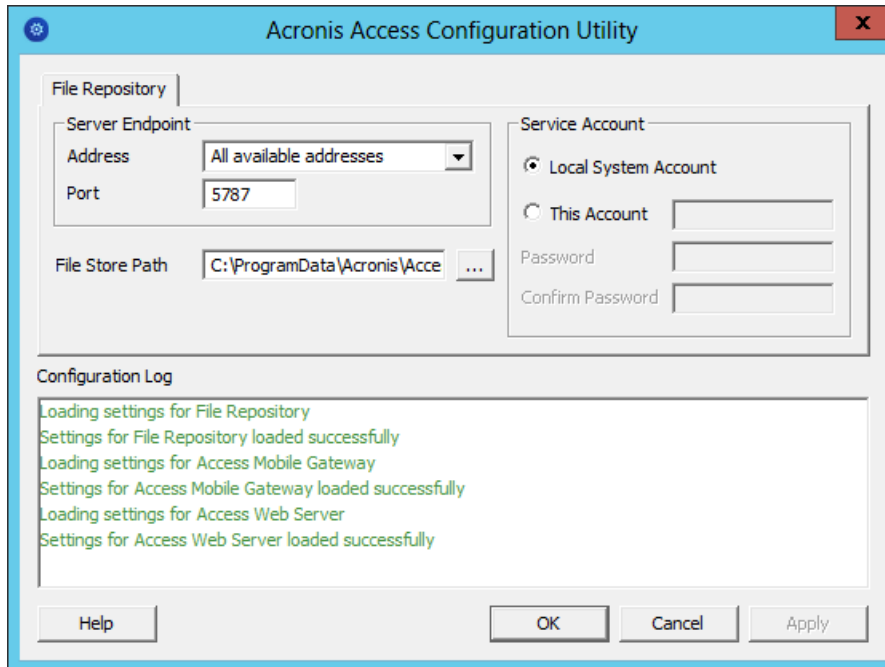 Acronis Access Configuration Utility
x
File Repository
Server Endpoint
Address All available addresses
Port 5787
File Store Path C:\ProgramData\Acronis\Acce ...
Service Account
Local System Account
This Account
Password
Confirm Password
Configuration Log
Loading settings for File Repository
Settings for File Repository loaded successfully
Loading settings for Access Mobile Gateway
Settings for Access Mobile Gateway loaded successfully
Loading settings for Access Web Server
Settings for Access Web Server loaded successfully
Help OK Cancel Apply